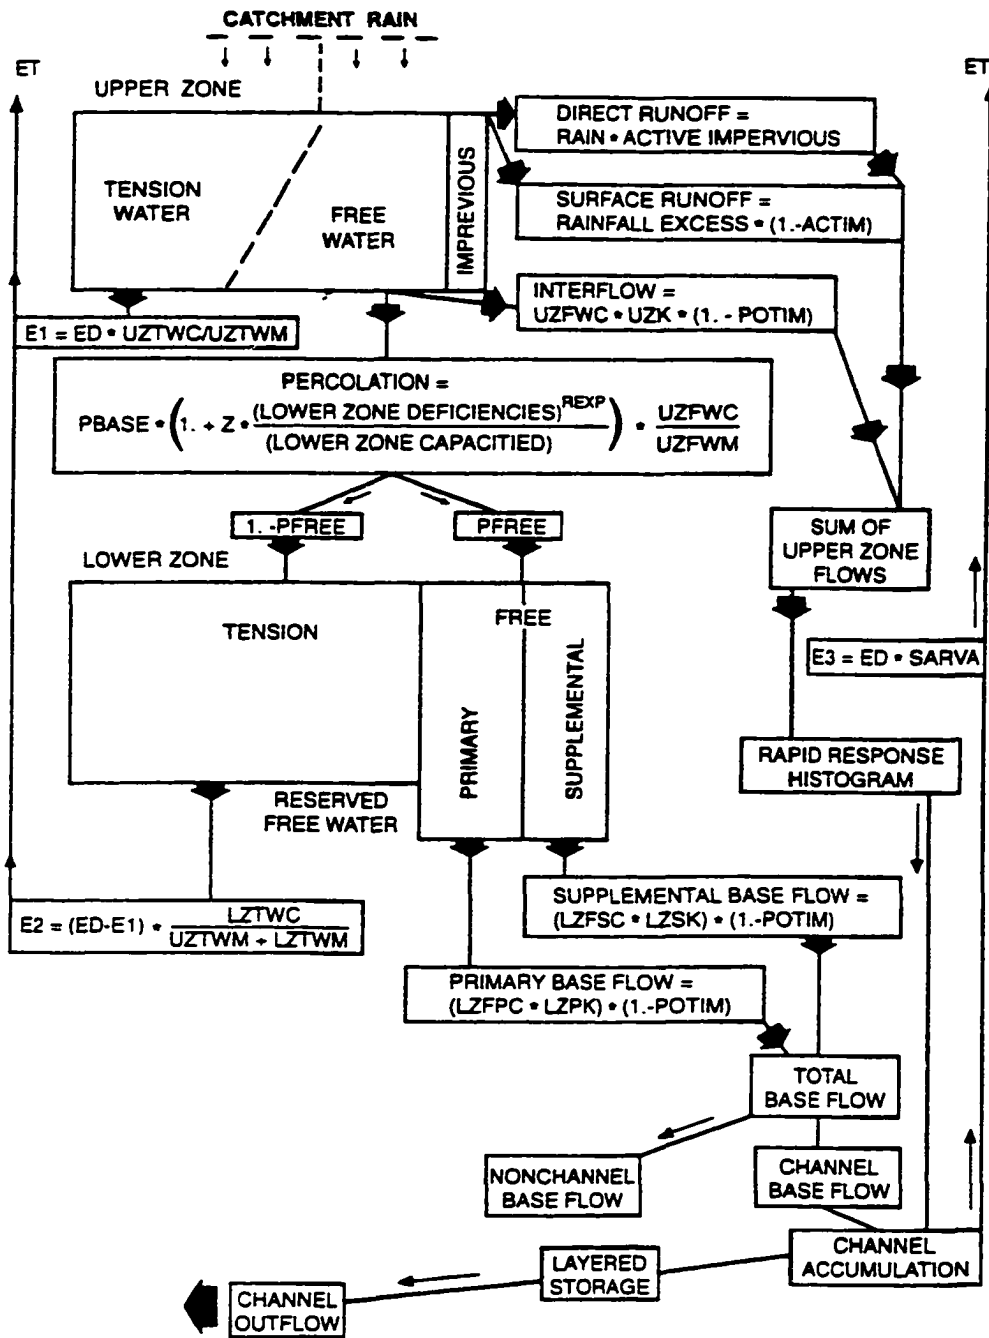 CATCHMENT RAIN
ET
ET
UPPER ZONE
DIRECT RUNOFF =
RAIN * ACTIVE IMPERVIOUS
TENSION
WATER
FREE
WATER
IMPREVIOUS
SURFACE RUNOFF =
RAINFALL EXCESS * (1.-ACTIM)
INTERFLOW =
UZFWC * UZK * (1. - POTIM)
E1 = ED * UZTWC/UZTWM
PERCOLATION =
PBASE * (1. + Z * (LOWER ZONE DEFICIENCIES)^REXP / (LOWER ZONE CAPACITIED)) * UZFWC / UZFWM
1. -PFREE
PFREE
SUM OF
UPPER ZONE
FLOWS
LOWER ZONE
TENSION
FREE
PRIMARY
SUPPLEMENTAL
E3 = ED * SARVA
RAPID RESPONSE
HISTOGRAM
RESERVED
FREE WATER
E2 = (ED-E1) * LZTWC / UZTWM + LZTWM
SUPPLEMENTAL BASE FLOW =
(LZFSC * LZSK) * (1.-POTIM)
PRIMARY BASE FLOW =
(LZFPC * LZPK) * (1.-POTIM)
TOTAL
BASE FLOW
NONCHANNEL
BASE FLOW
CHANNEL
BASE FLOW
CHANNEL
ACCUMULATION
LAYERED
STORAGE
CHANNEL
OUTFLOW